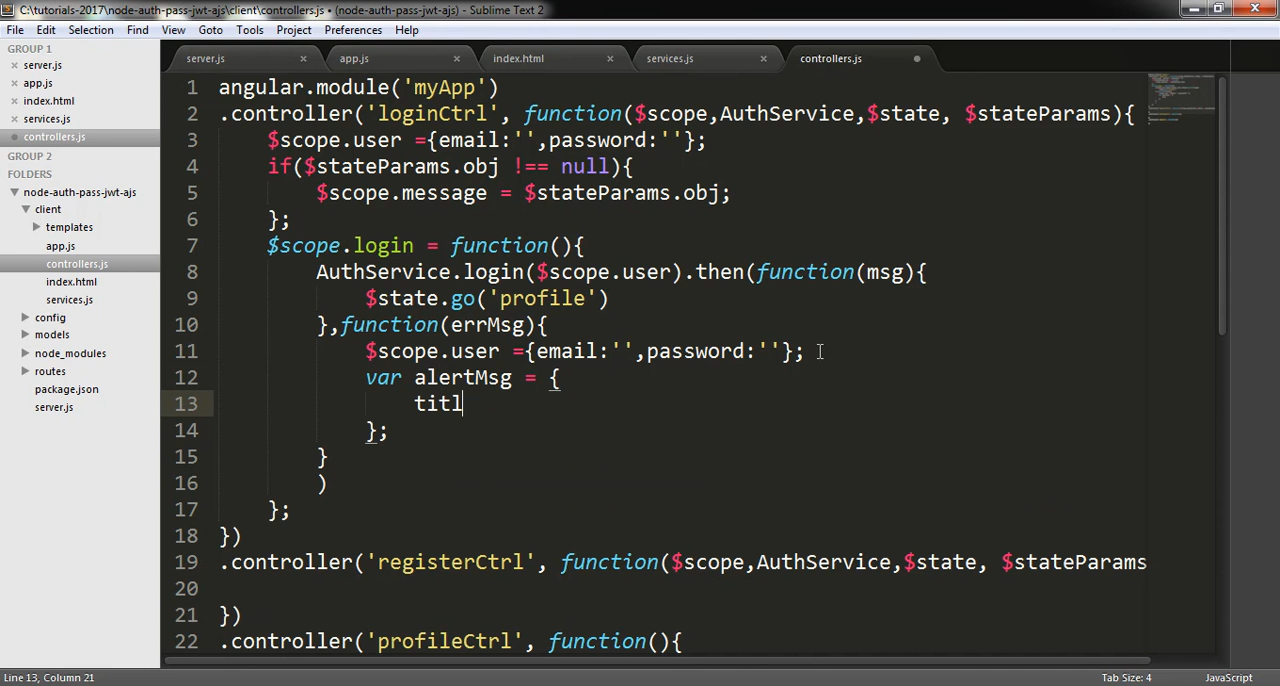 C:\tutorials-2017\node-auth-pass-jwt-ajs\client\controllers.js • (node-auth-pass-jwt-ajs) - Sublime Text 2
File Edit Selection Find View Goto Tools Project Preferences Help
GROUP 1
server.js
app.js
index.html
services.js
controllers.js
GROUP 2
FOLDERS
node-auth-pass-jwt-ajs
client
templates
app.js
controllers.js
index.html
services.js
config
models
node_modules
routes
package.json
server.js
server.js app.js index.html services.js controllers.js
1 angular.module('myApp')
2 .controller('loginCtrl', function($scope,AuthService,$state, $stateParams){
3 $scope.user ={email:'',password:''};
4 if($stateParams.obj !== null){
5 $scope.message = $stateParams.obj;
6 };
7 $scope.login = function(){
8 AuthService.login($scope.user).then(function(msg){
9 $state.go('profile')
10 },function(errMsg){
11 $scope.user ={email:'',password:''};
12 var alertMsg = {
13 titl
14 };
15 }
16 )
17 };
18 })
19 .controller('registerCtrl', function($scope,AuthService,$state, $stateParams
20
21 })
22 .controller('profileCtrl', function(){
Line 13, Column 21 Tab Size: 4 JavaScript